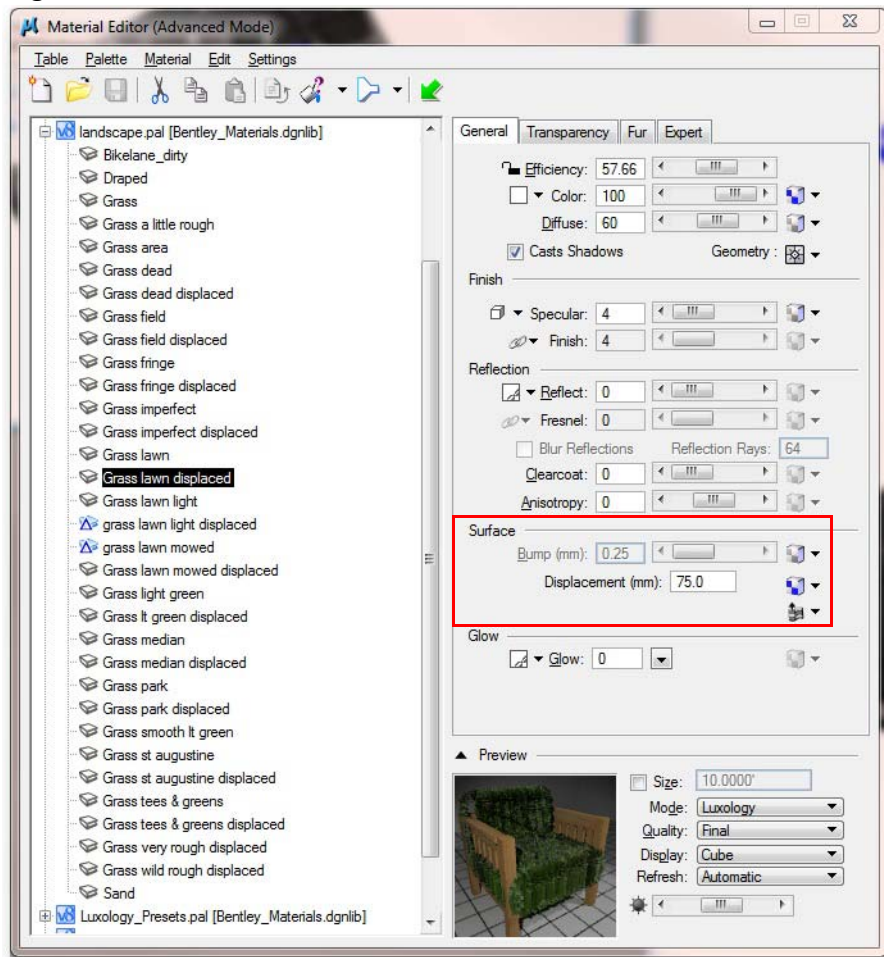 Material Editor (Advanced Mode)
Table Palette Material Edit Settings
landscape.pal [Bentley_Materials.dgnlib]
Bikelane_dirty
Draped
Grass
Grass a little rough
Grass area
Grass dead
Grass dead displaced
Grass field
Grass field displaced
Grass fringe
Grass fringe displaced
Grass imperfect
Grass imperfect displaced
Grass lawn
Grass lawn displaced
Grass lawn light
grass lawn light displaced
grass lawn mowed
Grass lawn mowed displaced
Grass light green
Grass lt green displaced
Grass median
Grass median displaced
Grass park
Grass park displaced
Grass smooth lt green
Grass st augustine
Grass st augustine displaced
Grass tees & greens
Grass tees & greens displaced
Grass very rough displaced
Grass wild rough displaced
Sand
Luxology_Presets.pal [Bentley_Materials.dgnlib]
General Transparency Fur Expert
Efficiency: 57.66
Color: 100
Diffuse: 60
Casts Shadows Geometry :
Finish
Specular: 4
Finish: 4
Reflection
Reflect: 0
Fresnel: 0
Blur Reflections Reflection Rays: 64
Clearcoat: 0
Anisotropy: 0
Surface
Bump (mm): 0.25
Displacement (mm): 75.0
Glow
Glow: 0
Preview
Size: 10.0000'
Mode: Luxology
Quality: Final
Display: Cube
Refresh: Automatic